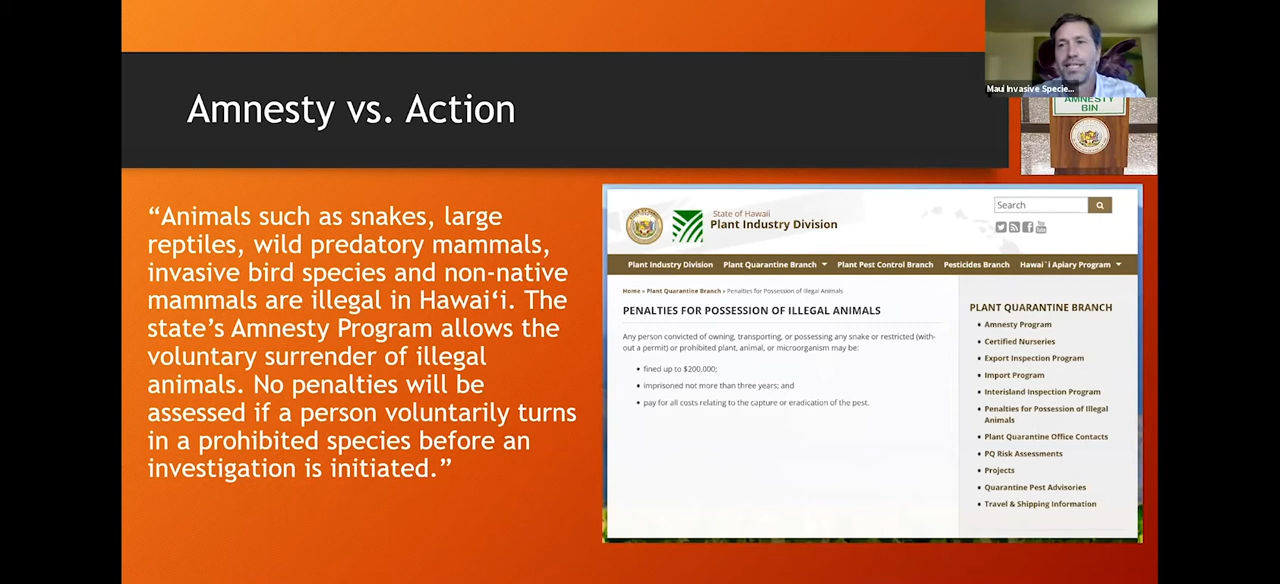 Amnesty vs. Action
Maui Invasive Specie...
AMNESTY
BIN
“Animals such as snakes, large
reptiles, wild predatory mammals,
invasive bird species and non-native
mammals are illegal in Hawaiʻi. The
state’s Amnesty Program allows the
voluntary surrender of illegal
animals. No penalties will be
assessed if a person voluntarily turns
in a prohibited species before an
investigation is initiated.”
State of Hawaii
Plant Industry Division
Search
Plant Industry Division Plant Quarantine Branch Plant Pest Control Branch Pesticides Branch Hawai`i Apiary Program
Home » Plant Quarantine Branch » Penalties for Possession of Illegal Animals
PENALTIES FOR POSSESSION OF ILLEGAL ANIMALS
Any person convicted of owning, transporting, or possessing any snake or restricted (with-
out a permit) or prohibited plant, animal, or microorganism may be:
• fined up to $200,000;
• imprisoned not more than three years; and
• pay for all costs relating to the capture or eradication of the pest.
PLANT QUARANTINE BRANCH
• Amnesty Program
• Certified Nurseries
• Export Inspection Program
• Import Program
• Interisland Inspection Program
• Penalties for Possession of Illegal
Animals
• Plant Quarantine Office Contacts
• PQ Risk Assessments
• Projects
• Quarantine Pest Advisories
• Travel & Shipping Information